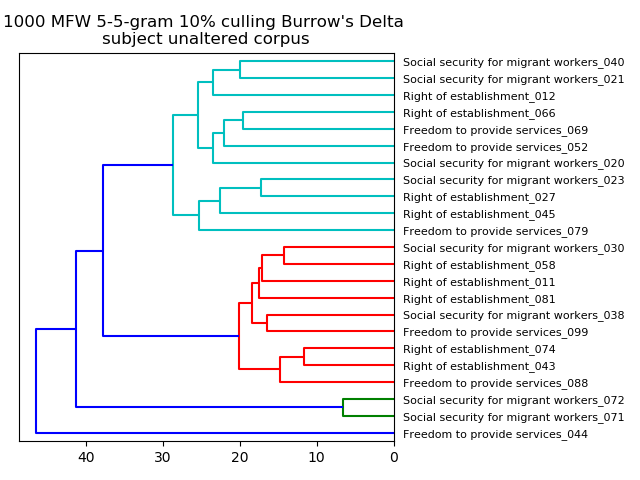 1000 MFW 5-5-gram 10% culling Burrow's Delta
subject unaltered corpus
Social security for migrant workers_040
Social security for migrant workers_021
Right of establishment_012
Right of establishment_066
Freedom to provide services_069
Freedom to provide services_052
Social security for migrant workers_020
Social security for migrant workers_023
Right of establishment_027
Right of establishment_045
Freedom to provide services_079
Social security for migrant workers_030
Right of establishment_058
Right of establishment_011
Right of establishment_081
Social security for migrant workers_038
Freedom to provide services_099
Right of establishment_074
Right of establishment_043
Freedom to provide services_088
Social security for migrant workers_072
Social security for migrant workers_071
Freedom to provide services_044
40 30 20 10 0